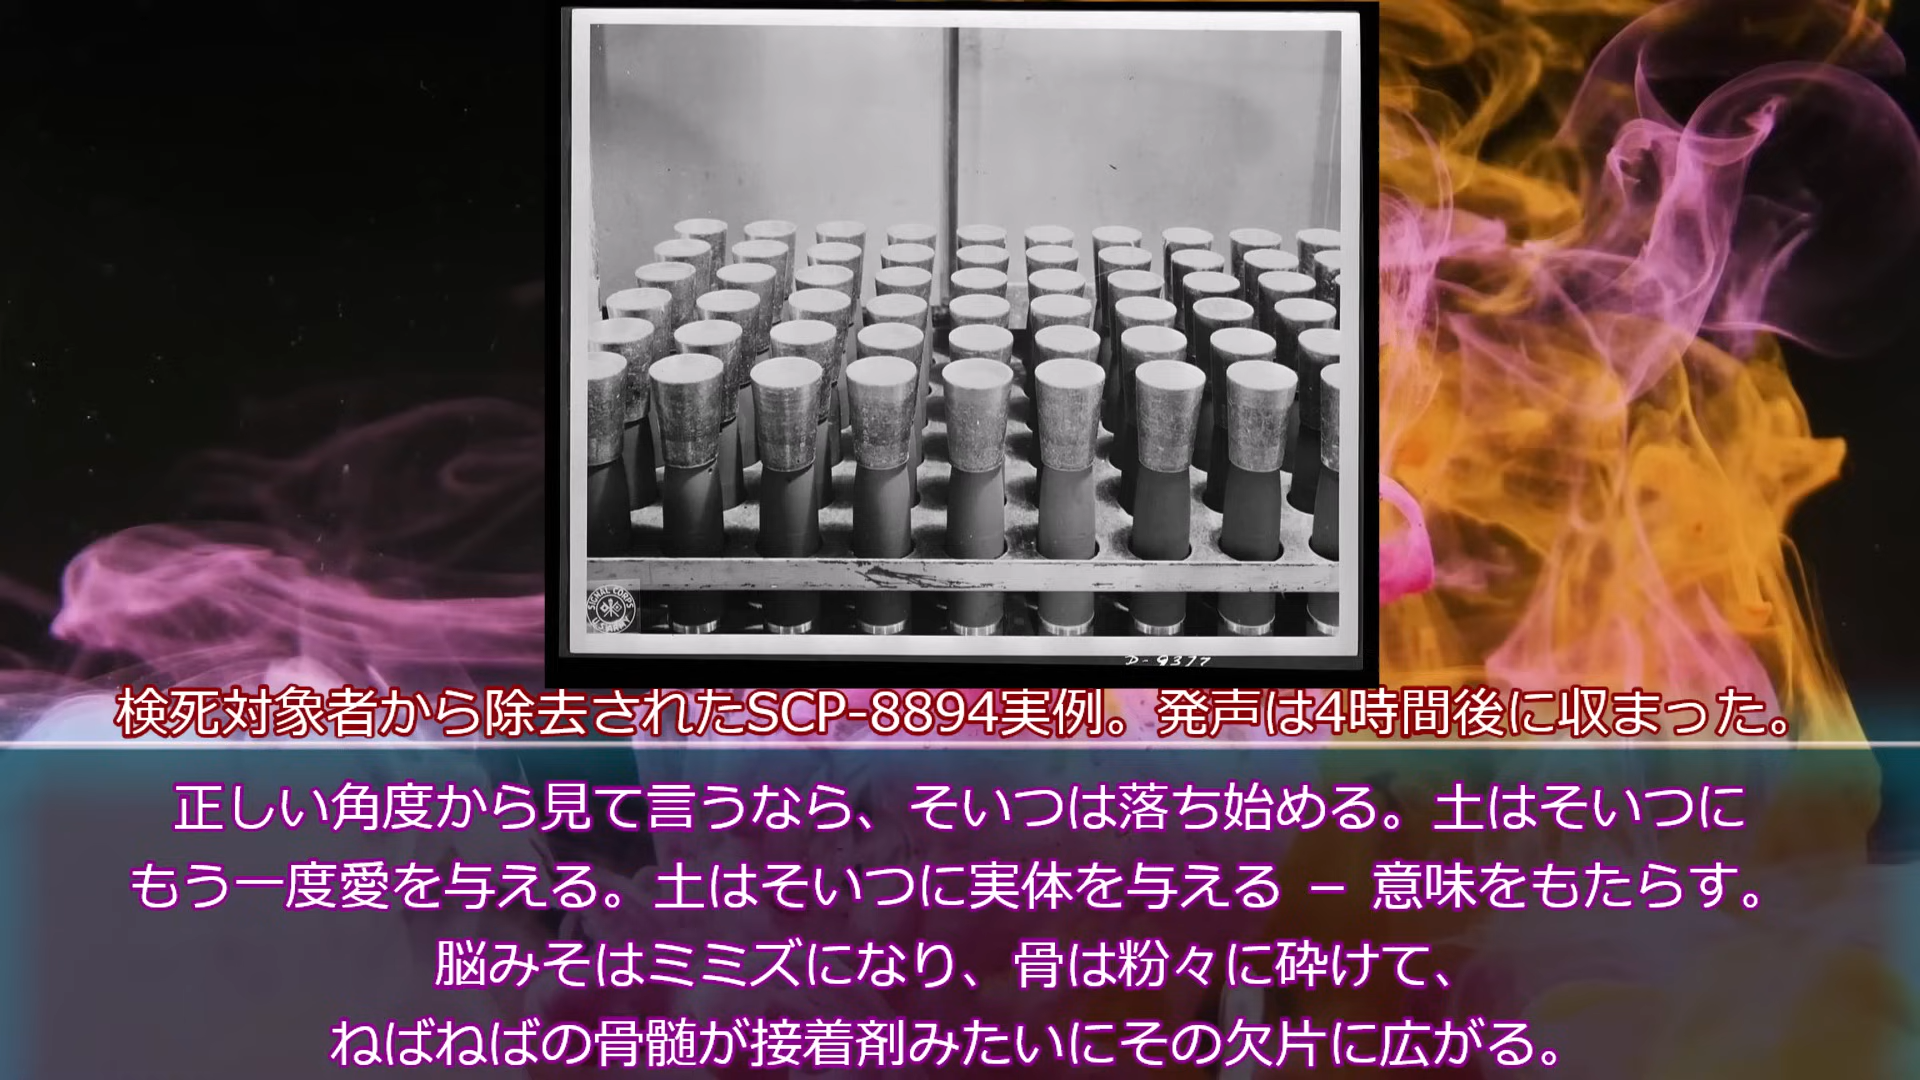 SIGNAL CORPS
U.S. ARMY
D-9377
検死対象者から除去されたSCP-8894実例。発声は4時間後に収まった。
正しい角度から見て言うなら、そいつは落ち始める。土はそいつに
もう一度愛を与える。土はそいつに実体を与える － 意味をもたらす。
脳みそはミミズになり、骨は粉々に砕けて、
ねばねばの骨髄が接着剤みたいにその欠片に広がる。